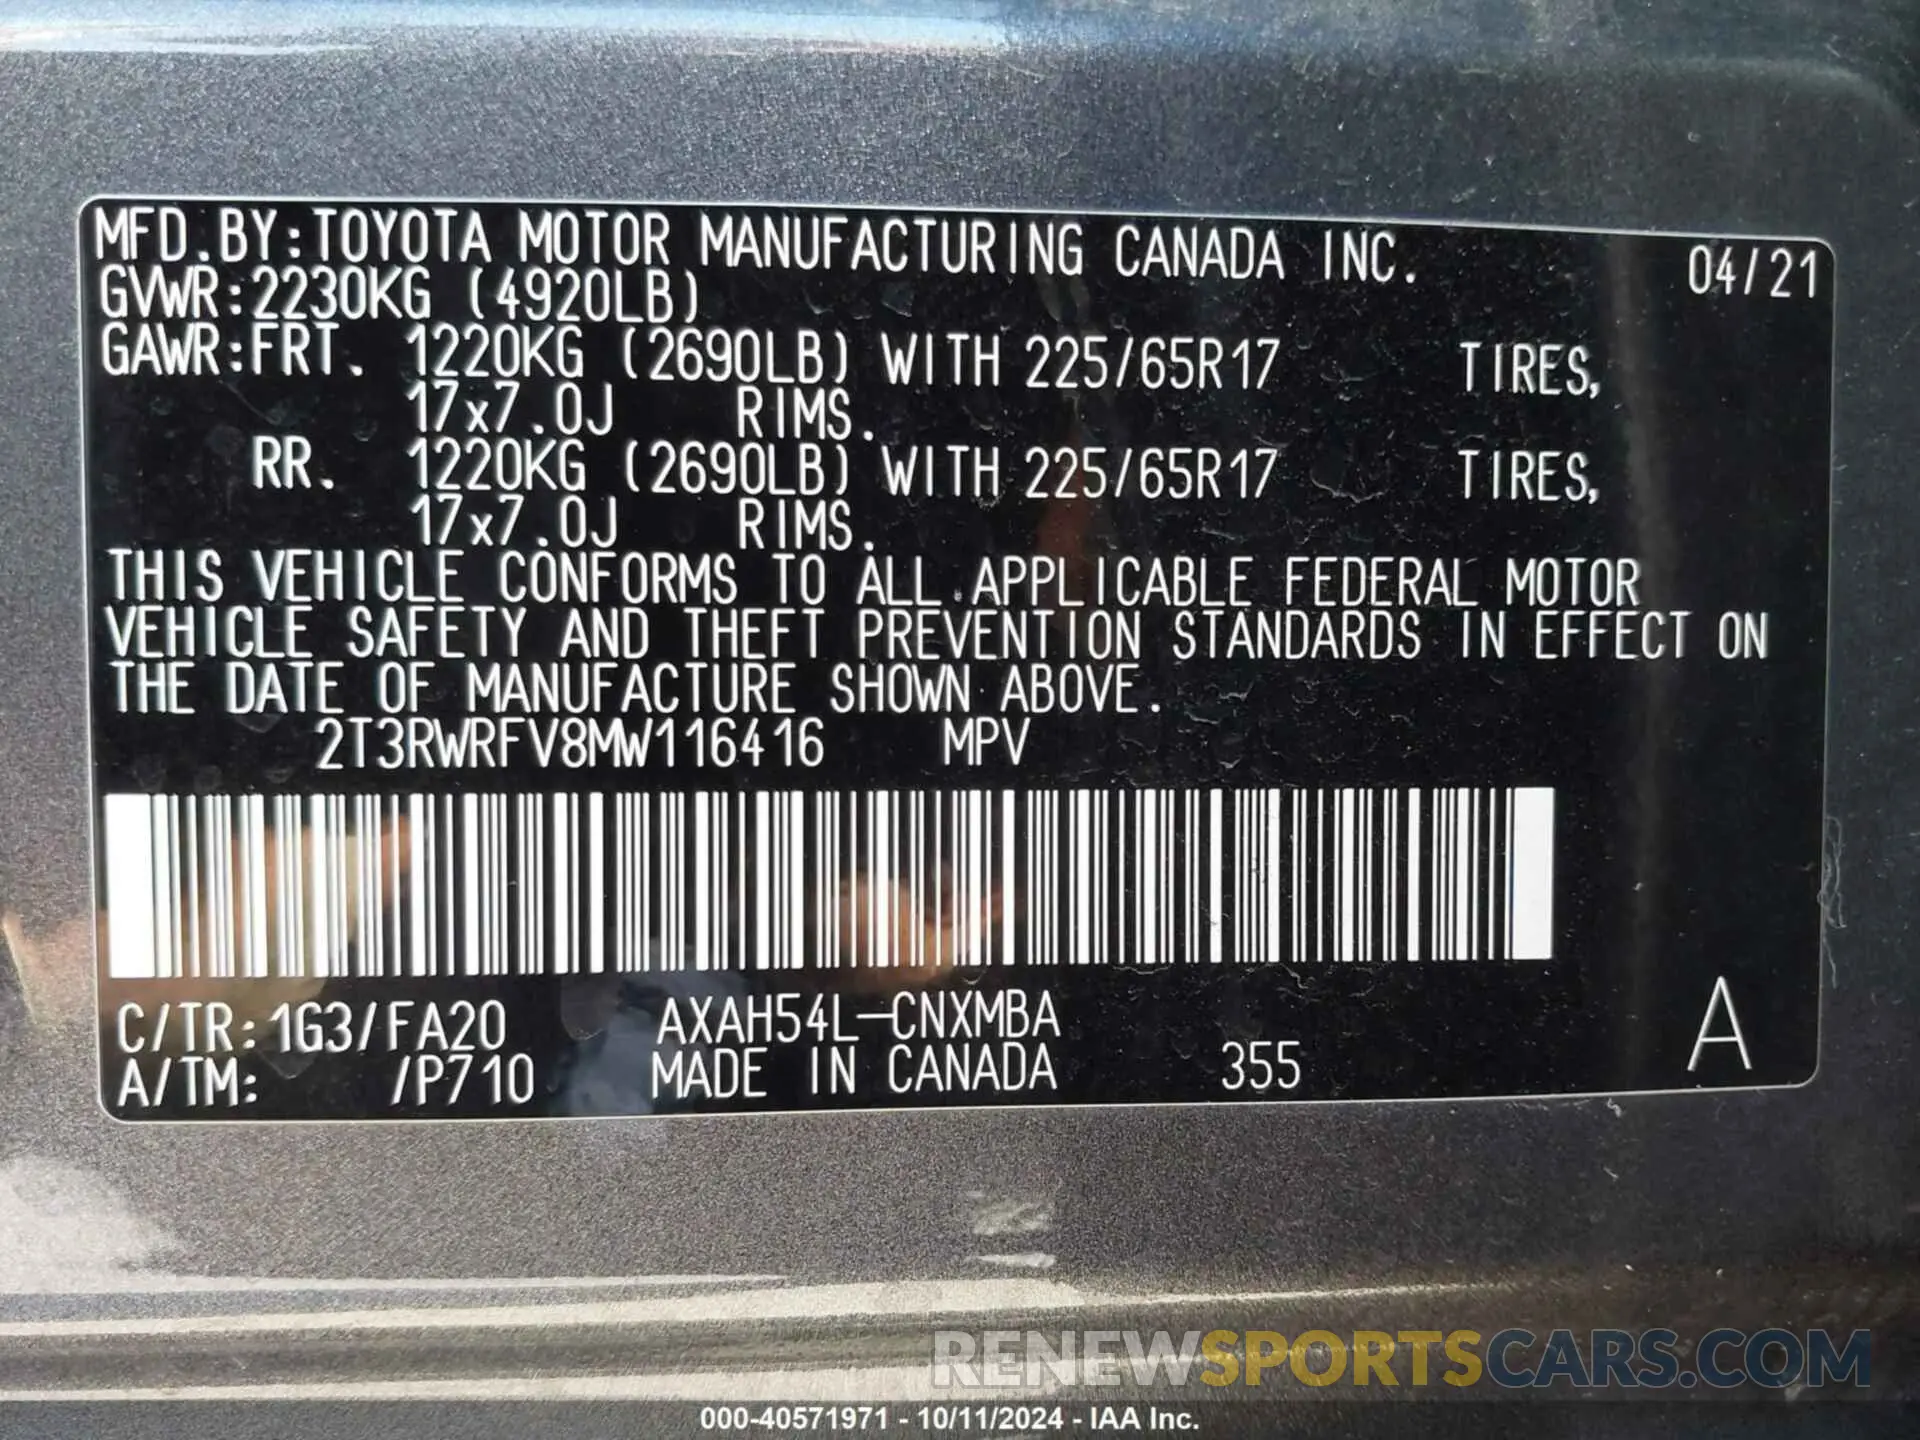 MFD.BY:TOYOTA MOTOR MANUFACTURING CANADA INC. 04/21
GVWR:2230KG (4920LB)
GAWR:FRT. 1220KG (2690LB) WITH 225/65R17 TIRES,
17x7.0J RIMS.
RR. 1220KG (2690LB) WITH 225/65R17 TIRES,
17x7.0J RIMS.
THIS VEHICLE CONFORMS TO ALL APPLICABLE FEDERAL MOTOR
VEHICLE SAFETY AND THEFT PREVENTION STANDARDS IN EFFECT ON
THE DATE OF MANUFACTURE SHOWN ABOVE.
2T3RWRFV8MW116416 MPV
C/TR:1G3/FA20 AXAH54L-CNXMBA A
A/TM: /P710 MADE IN CANADA 355
RENEWSPORTSCARS.COM
000-40571971 - 10/11/2024 - IAA Inc.